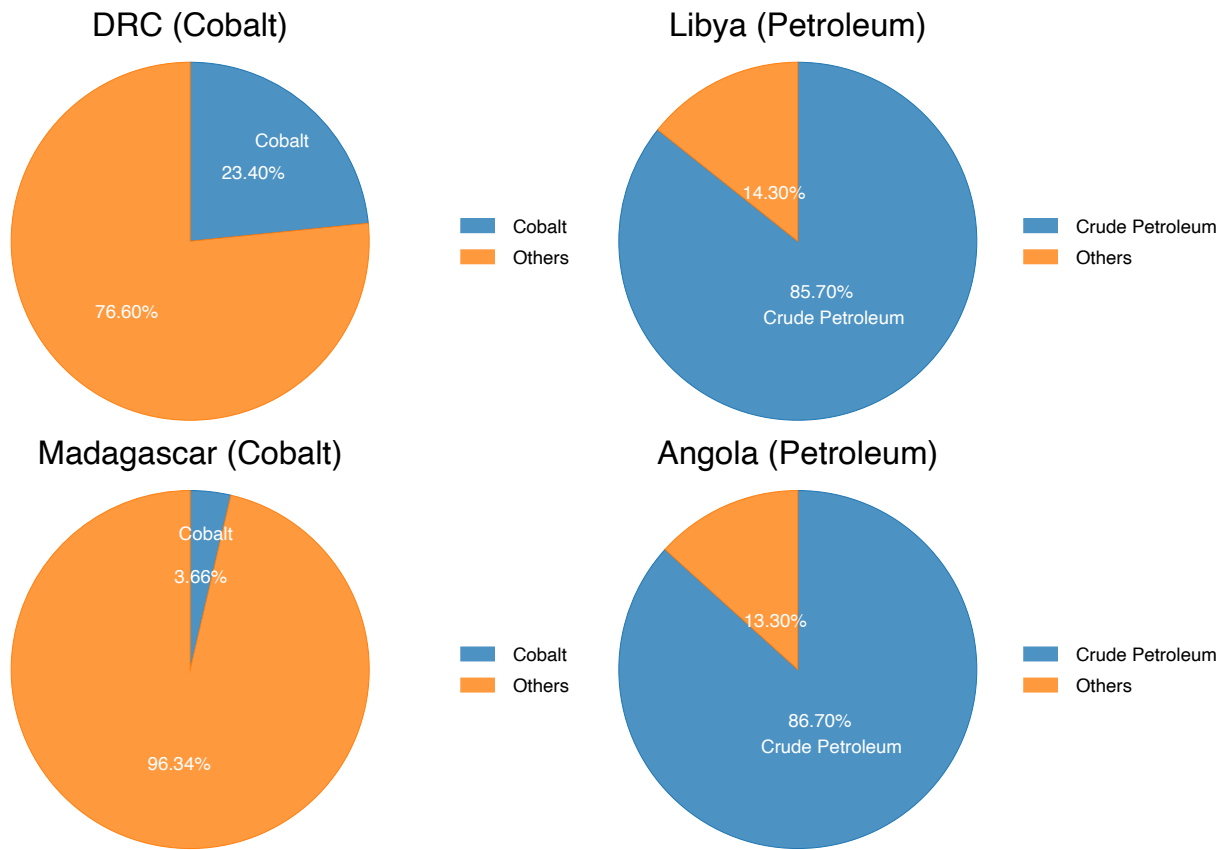 DRC (Cobalt)
Cobalt
23.40%
76.60%
Cobalt
Others
Libya (Petroleum)
14.30%
85.70%
Crude Petroleum
Crude Petroleum
Others
Madagascar (Cobalt)
Cobalt
3.66%
96.34%
Cobalt
Others
Angola (Petroleum)
13.30%
86.70%
Crude Petroleum
Crude Petroleum
Others